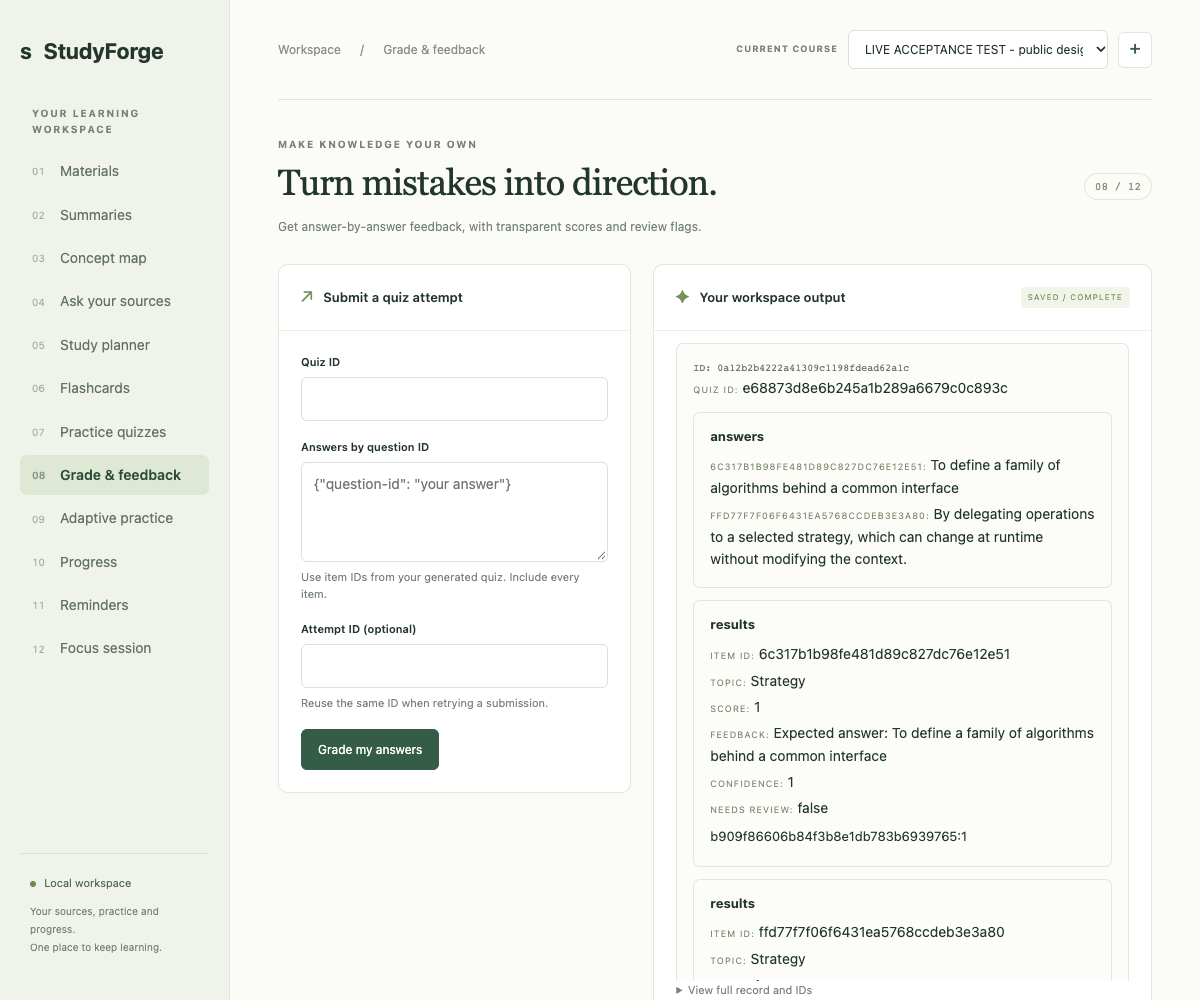 s StudyForge
YOUR LEARNING
WORKSPACE
01 Materials
02 Summaries
03 Concept map
04 Ask your sources
05 Study planner
06 Flashcards
07 Practice quizzes
08 Grade & feedback
09 Adaptive practice
10 Progress
11 Reminders
12 Focus session
Local workspace
Your sources, practice and
progress.
One place to keep learning.
Workspace / Grade & feedback
CURRENT COURSE
LIVE ACCEPTANCE TEST - public desig
+
MAKE KNOWLEDGE YOUR OWN
Turn mistakes into direction.
08 / 12
Get answer-by-answer feedback, with transparent scores and review flags.
Submit a quiz attempt
Quiz ID
Answers by question ID
{"question-id": "your answer"}
Use item IDs from your generated quiz. Include every
item.
Attempt ID (optional)
Reuse the same ID when retrying a submission.
Grade my answers
Your workspace output
SAVED / COMPLETE
ID: 0a12b2b4222a41309c1198fdead62a1c
QUIZ ID: e68873d8e6b245a1b289a6679c0c893c
answers
6C317B1B98FE481D89C827DC76E12E51: To define a family of
algorithms behind a common interface
FFD77F7F06F6431EA5768CCDEB3E3A80: By delegating operations
to a selected strategy, which can change at runtime
without modifying the context.
results
ITEM ID: 6c317b1b98fe481d89c827dc76e12e51
TOPIC: Strategy
SCORE: 1
FEEDBACK: Expected answer: To define a family of algorithms
behind a common interface
CONFIDENCE: 1
NEEDS REVIEW: false
b909f86606b84f3b8e1db783b6939765:1
results
ITEM ID: ffd77f7f06f6431ea5768ccdeb3e3a80
TOPIC: Strategy
View full record and IDs